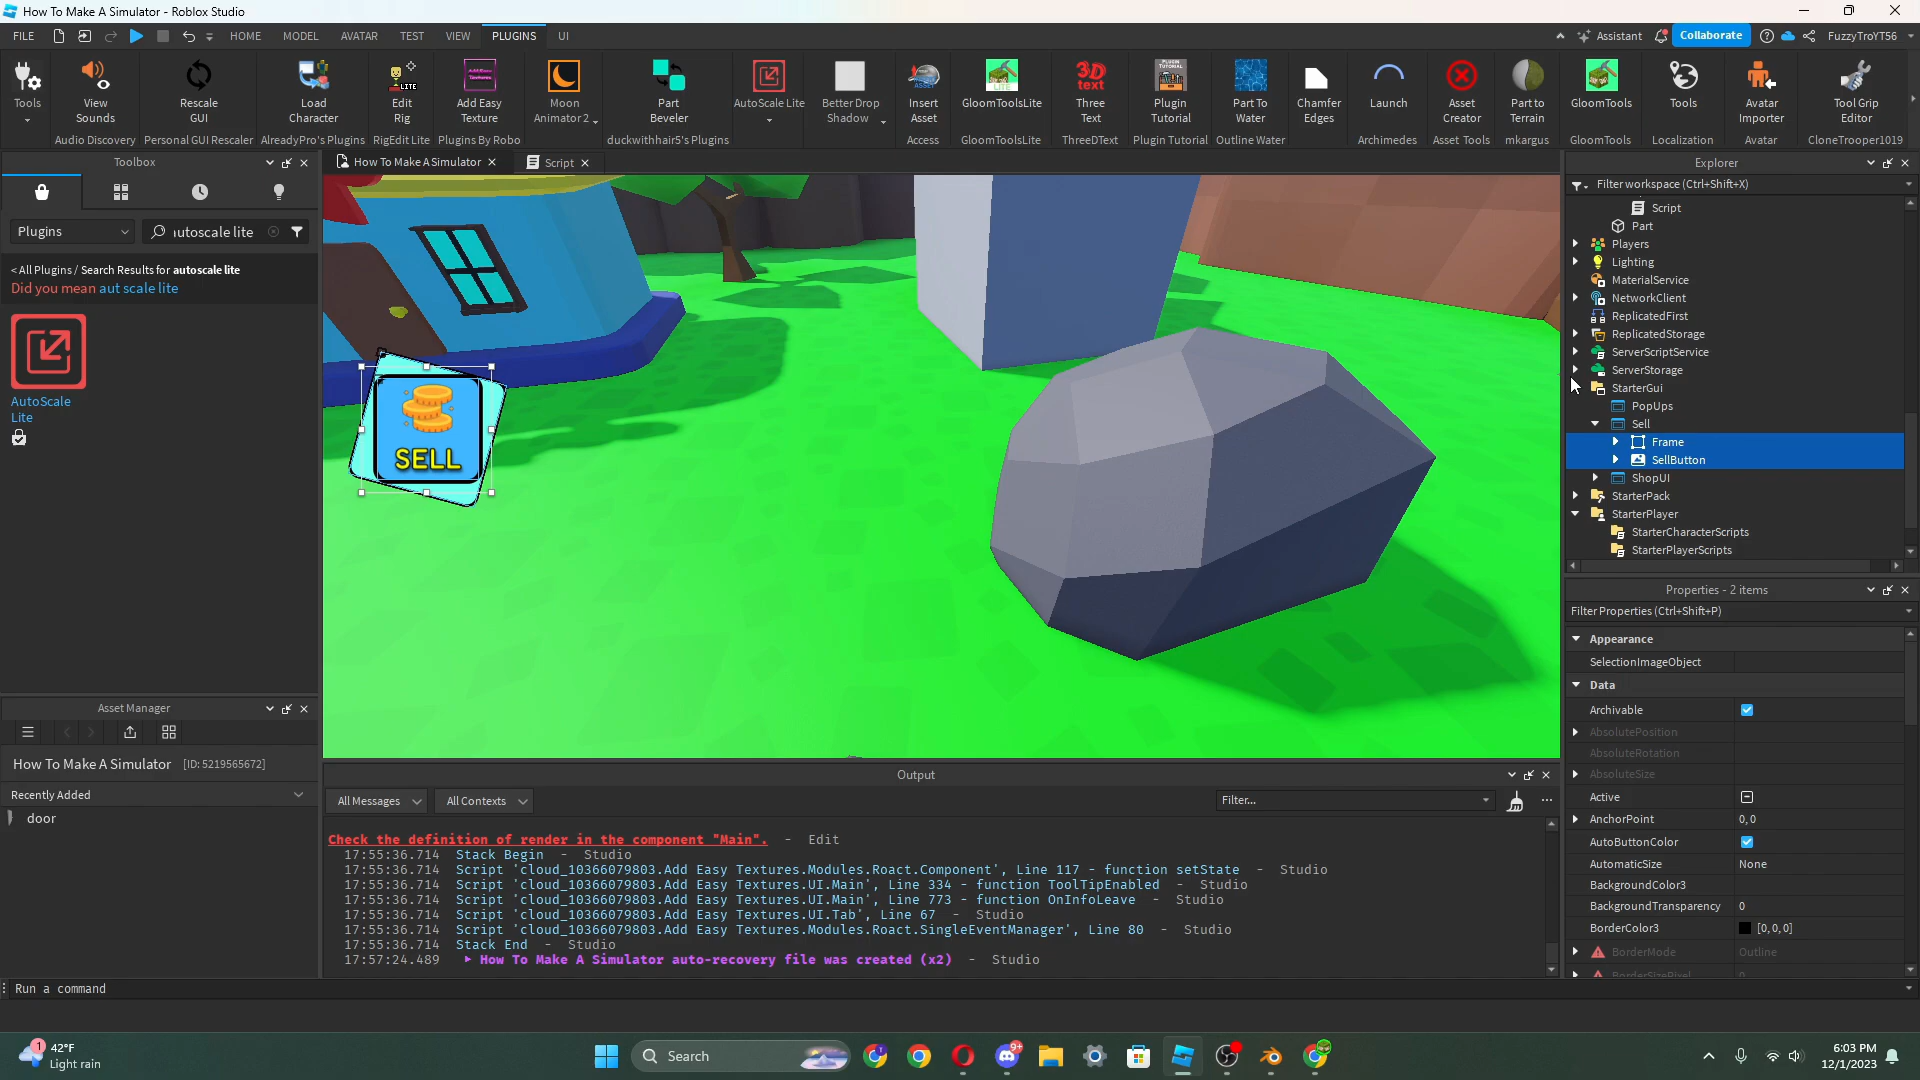 How To Make A Simulator - Roblox Studio
FILE HOME MODEL AVATAR TEST VIEW PLUGINS UI Assistant Collaborate FuzzyTroYT56
Tools
View Sounds
Audio Discovery
Rescale GUI
Personal GUI Rescaler
Load Character
AlreadyPro's Plugins
Edit Rig
RigEdit Lite
Add Easy Texture
Plugins By Robo
Moon Animator 2
Part Beveler
AutoScale Lite
duckwithhair5's Plugins
Better Drop Shadow
Insert Asset
Access
GloomToolsLite
GloomToolsLite
3D text
Three Text
ThreeDText
Plugin Tutorial
Plugin Tutorial
Part To Water
Outline Water
Chamfer Edges
Launch
Archimedes
Asset Creator
Asset Tools
Part to Terrain
mkargus
GloomTools
GloomTools
Tools
Localization
Avatar Importer
Avatar
Tool Grip Editor
CloneTrooper1019
Toolbox
Plugins
utoscale lite
< All Plugins / Search Results for autoscale lite
Did you mean aut scale lite
AutoScale
Lite
Asset Manager
How To Make A Simulator [ID: 5219565672]
Recently Added
door
How To Make A Simulator
Script
SELL
Output
All Messages
All Contexts
Filter...
Check the definition of render in the component "Main". - Edit
17:55:36.714 Stack Begin - Studio
17:55:36.714 Script 'cloud_10366079803.Add Easy Textures.Modules.Roact.Component', Line 117 - function setState - Studio
17:55:36.714 Script 'cloud_10366079803.Add Easy Textures.UI.Main', Line 334 - function ToolTipEnabled - Studio
17:55:36.714 Script 'cloud_10366079803.Add Easy Textures.UI.Main', Line 773 - function OnInfoLeave - Studio
17:55:36.714 Script 'cloud_10366079803.Add Easy Textures.UI.Tab', Line 67 - Studio
17:55:36.714 Script 'cloud_10366079803.Add Easy Textures.Modules.Roact.SingleEventManager', Line 80 - Studio
17:55:36.714 Stack End - Studio
17:57:24.489 How To Make A Simulator auto-recovery file was created (x2) - Studio
Explorer
Filter workspace (Ctrl+Shift+X)
Script
Part
Players
Lighting
MaterialService
NetworkClient
ReplicatedFirst
ReplicatedStorage
ServerScriptService
ServerStorage
StarterGui
PopUps
Sell
Frame
SellButton
ShopUI
StarterPack
StarterPlayer
StarterCharacterScripts
StarterPlayerScripts
Properties - 2 items
Filter Properties (Ctrl+Shift+P)
Appearance
SelectionImageObject
Data
Archivable
AbsolutePosition
AbsoluteRotation
AbsoluteSize
Active
AnchorPoint 0, 0
AutoButtonColor
AutomaticSize None
BackgroundColor3
BackgroundTransparency 0
BorderColor3 [0, 0, 0]
BorderMode Outline
BorderSizePixel 0
Run a command
1 42°F
Light rain
Search
9+
6:03 PM
12/1/2023